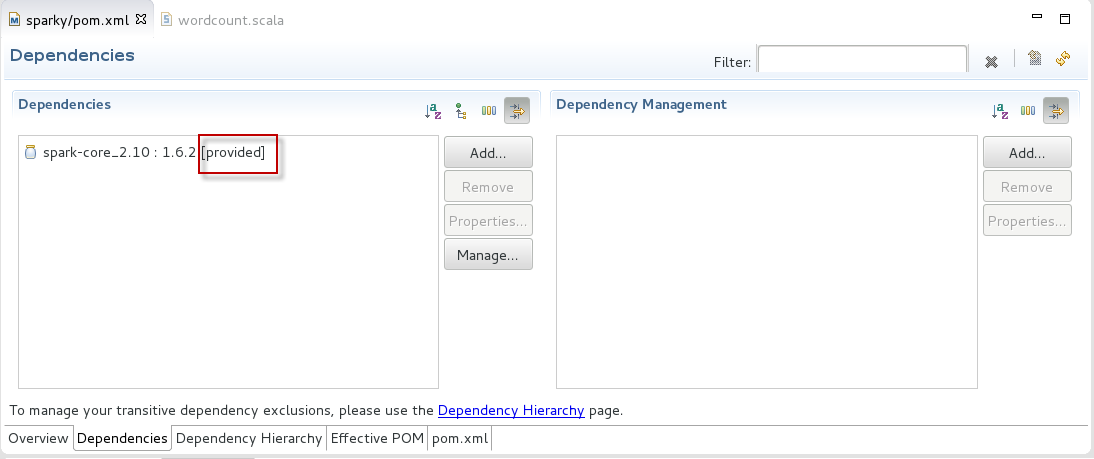 sparky/pom.xml wordcount.scala
Dependencies
Filter:
Dependencies
spark-core_2.10 : 1.6.2 [provided]
Add...
Remove
Properties...
Manage...
Dependency Management
Add...
Remove
Properties...
To manage your transitive dependency exclusions, please use the Dependency Hierarchy page.
Overview Dependencies Dependency Hierarchy Effective POM pom.xml